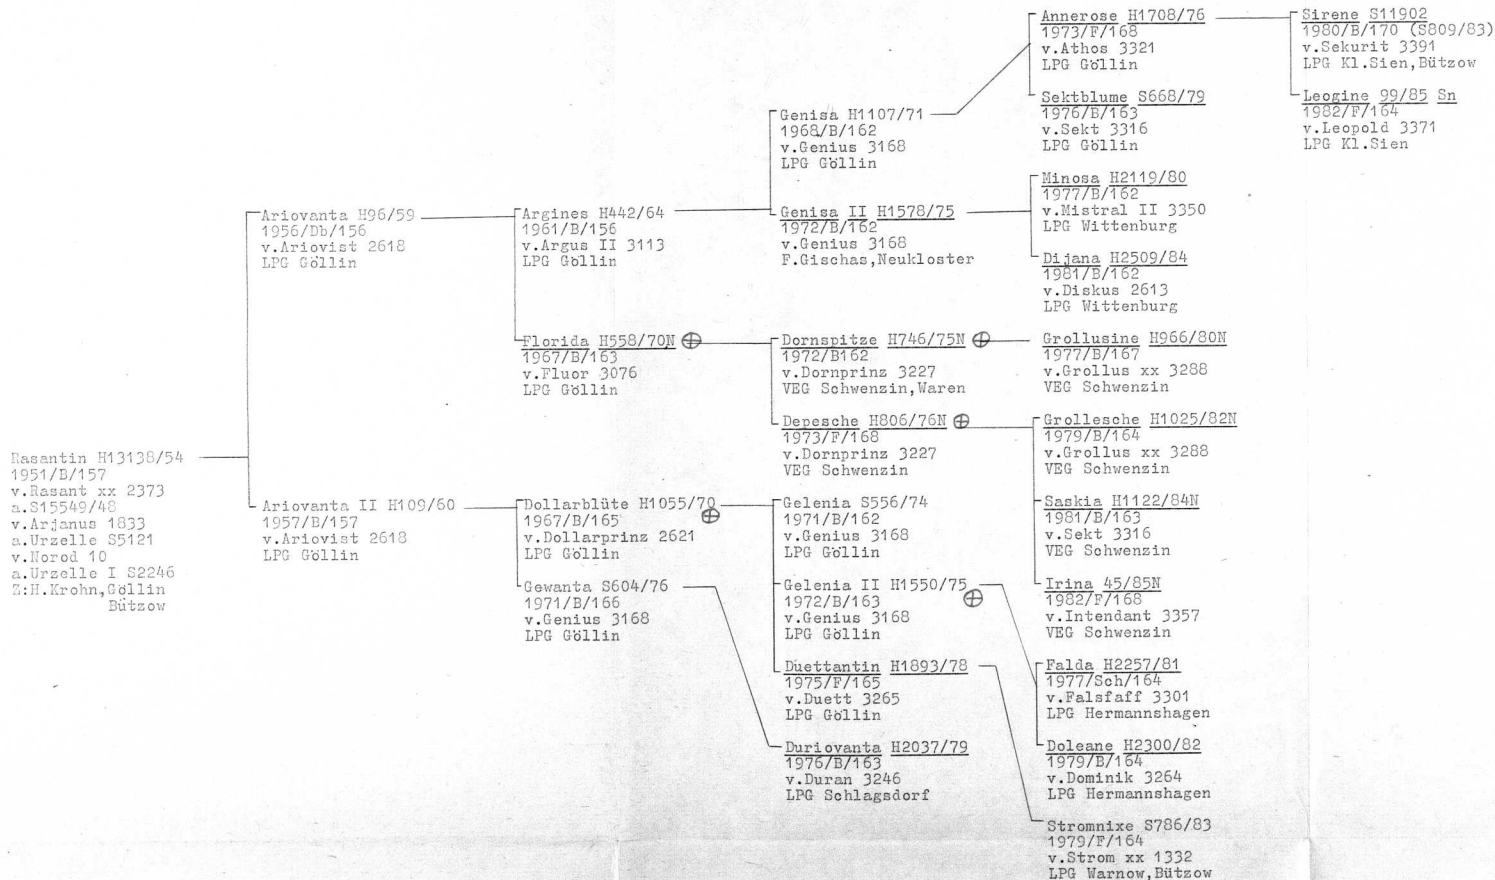 Rasantin H13138/54
1951/B/157
v.Rasant xx 2373
a.S15549/48
v.Arjanus 1833
a.Urzelle S5121
v.Norod 10
a.Urzelle I S2246
Z:H.Krohn,Göllin
Bützow
Ariovanta H96/59
1956/Db/156
v.Ariovist 2618
LPG Göllin
Ariovanta II H109/60
1957/B/157
v.Ariovist 2618
LPG Göllin
Argines H442/64
1961/B/156
v.Argus II 3113
LPG Göllin
Florida H558/70N
1967/B/163
v.Fluor 3076
LPG Göllin
Dollarblüte H1055/70
1967/B/165
v.Dollarprinz 2621
LPG Göllin
Gewanta S604/76
1971/B/166
v.Genius 3168
LPG Göllin
Genisa H1107/71
1968/B/162
v.Genius 3168
LPG Göllin
Genisa II H1578/75
1972/B/162
v.Genius 3168
F.Gischas,Neukloster
Dornspitze H746/75N
1972/B162
v.Dornprinz 3227
VEG Schwenzin,Waren
Depesche H806/76N
1973/F/168
v.Dornprinz 3227
VEG Schwenzin
Gelenia S556/74
1971/B/162
v.Genius 3168
LPG Göllin
Gelenia II H1550/75
1972/B/163
v.Genius 3168
LPG Göllin
Duettantin H1893/78
1975/F/165
v.Duett 3265
LPG Göllin
Duriovanta H2037/79
1976/B/163
v.Duran 3246
LPG Schlagsdorf
Annerose H1708/76
1973/F/168
v.Athos 3321
LPG Göllin
Sektblume S668/79
1976/B/163
v.Sekt 3316
LPG Göllin
Minosa H2119/80
1977/B/162
v.Mistral II 3350
LPG Wittenburg
Dijana H2509/84
1981/B/162
v.Diskus 2613
LPG Wittenburg
Grollusine H966/80N
1977/B/167
v.Grollus xx 3288
VEG Schwenzin
Grollesche H1025/82N
1979/B/164
v.Grollus xx 3288
VEG Schwenzin
Saskia H1122/84N
1981/B/163
v.Sekt 3316
VEG Schwenzin
Irina 45/85N
1982/F/168
v.Intendant 3357
VEG Schwenzin
Falda H2257/81
1977/Sch/164
v.Falsfaff 3301
LPG Hermannshagen
Doleane H2300/82
1979/B/164
v.Dominik 3264
LPG Hermannshagen
Stromnixe S786/83
1979/F/164
v.Strom xx 1332
LPG Warnow,Bützow
Sirene S11902
1980/B/170 (S809/83)
v.Sekurit 3391
LPG Kl.Sien,Bützow
Leogine 99/85 Sn
1982/F/164
v.Leopold 3371
LPG Kl.Sien